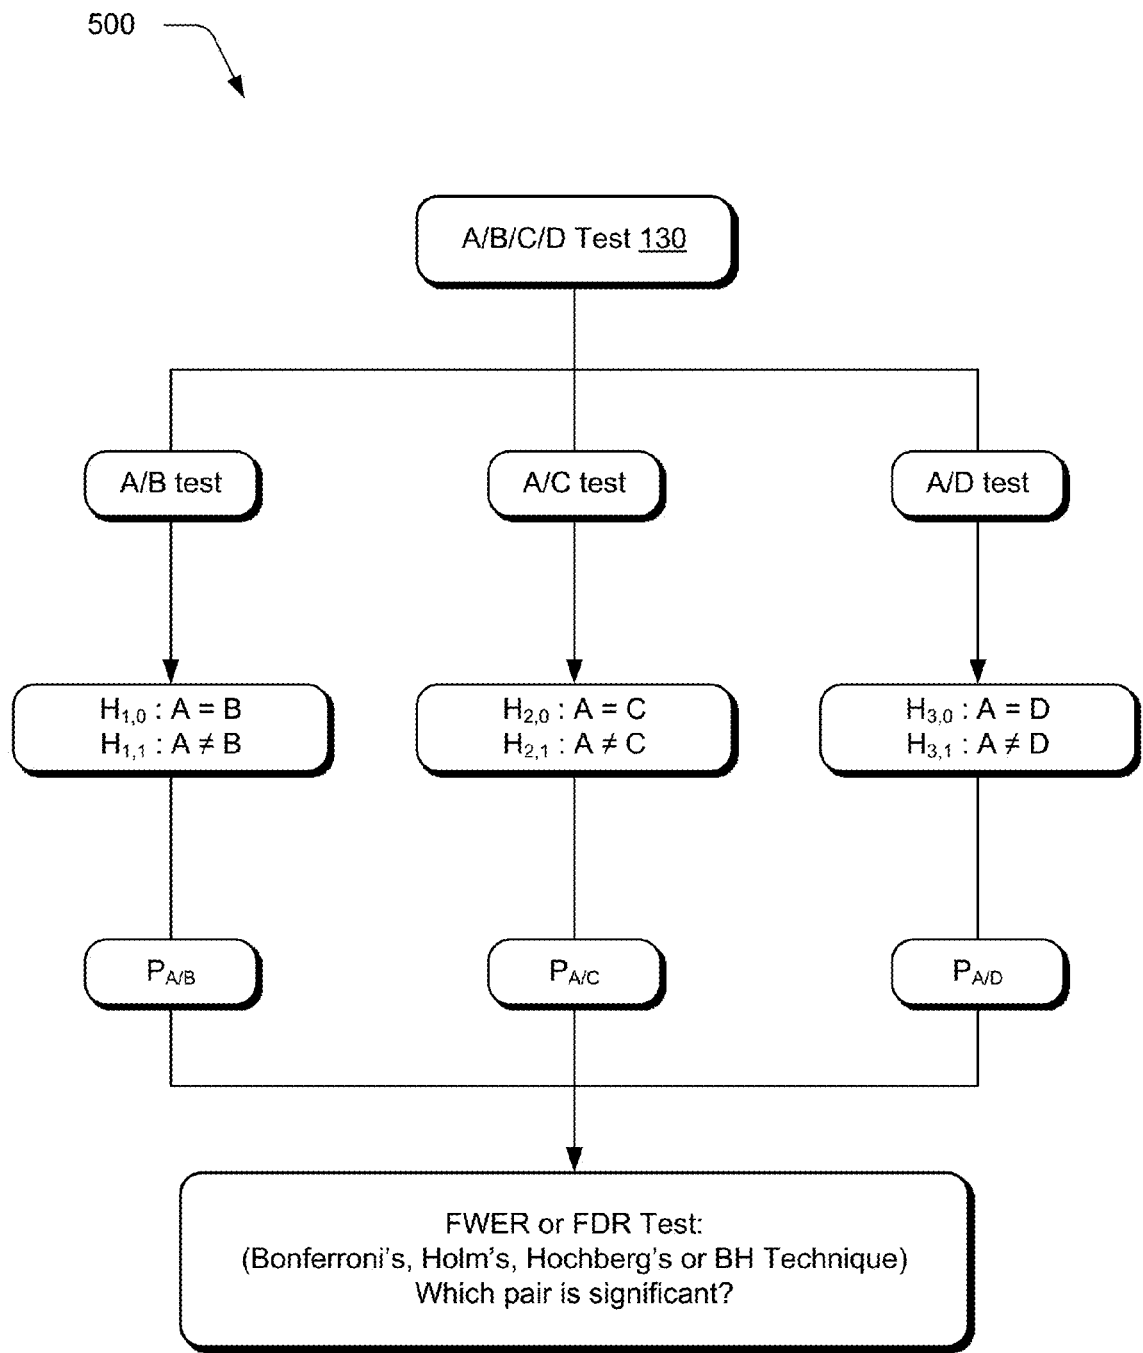 500
A/B/C/D Test 130
A/B test
A/C test
A/D test
H1,0 : A = B
H1,1 : A ≠ B
H2,0 : A = C
H2,1 : A ≠ C
H3,0 : A = D
H3,1 : A ≠ D
PA/B
PA/C
PA/D
FWER or FDR Test:
(Bonferroni's, Holm's, Hochberg's or BH Technique)
Which pair is significant?